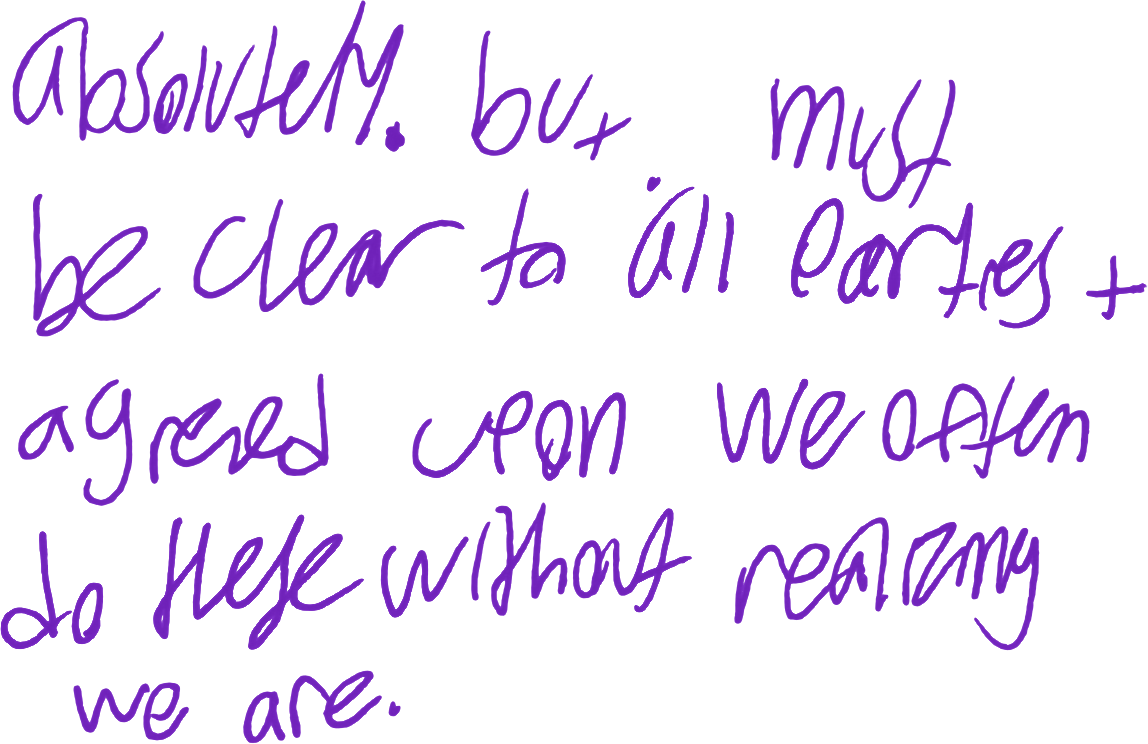 absolutely. but must
be clear to all parties +
agreed upon we often
do these without realizing
we are.